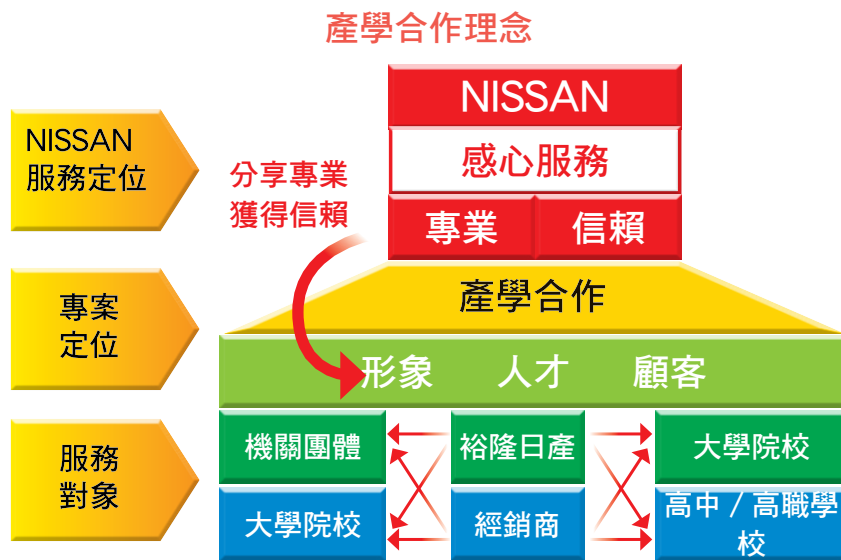 產學合作理念
NISSAN
感心服務
專業
信賴
NISSAN
服務定位
分享專業
獲得信賴
專案
定位
產學合作
形象
人才
顧客
服務
對象
機關團體
裕隆日產
大學院校
大學院校
經銷商
高中/高職學
校